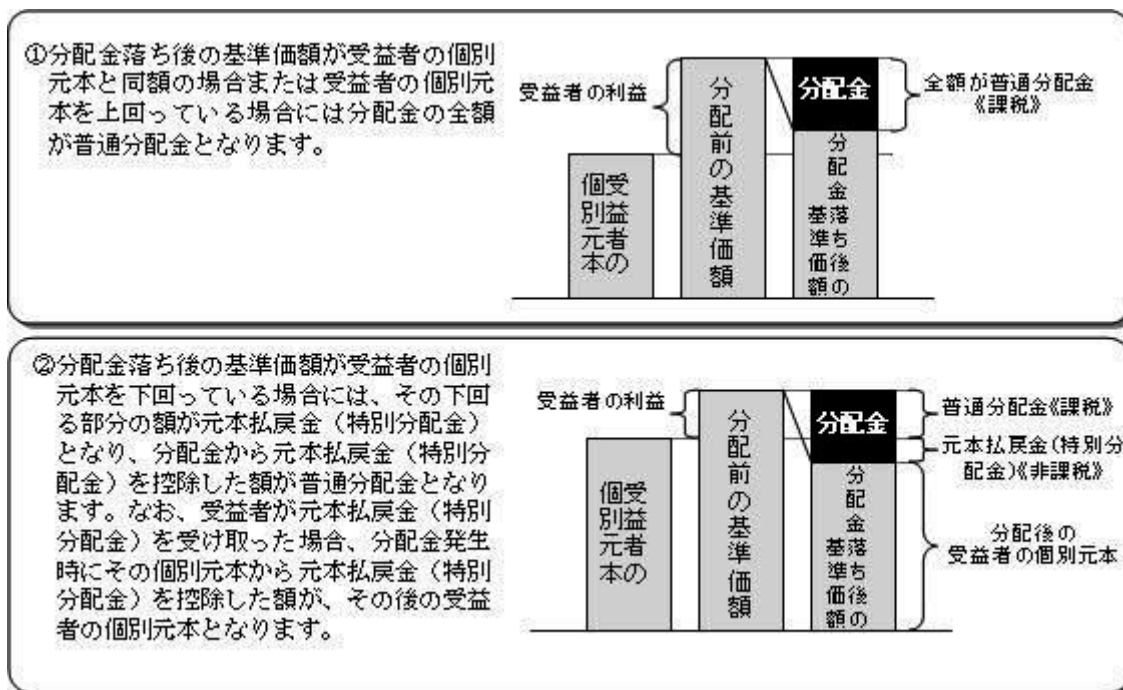 ①分配金落ち後の基準価額が受益者の個別
元本と同額の場合または受益者の個別元
本を上回っている場合には分配金の全額
が普通分配金となります。
受益者の利益
受益者の
個別元本
分配前の基準価額
分配金
分配金落ち後の
基準価額
全額が普通分配金
《課税》
②分配金落ち後の基準価額が受益者の個別
元本を下回っている場合には、その下回
る部分の額が元本払戻金（特別分配金）
となり、分配金から元本払戻金（特別分
配金）を控除した額が普通分配金となり
ます。なお、受益者が元本払戻金（特別
分配金）を受け取った場合、分配金発生
時にその個別元本から元本払戻金（特別
分配金）を控除した額が、その後の受益
者の個別元本となります。
受益者の利益
受益者の
個別元本
分配前の基準価額
分配金
分配金落ち後の
基準価額
普通分配金《課税》
元本払戻金(特別分
配金)《非課税》
分配後の
受益者の個別元本